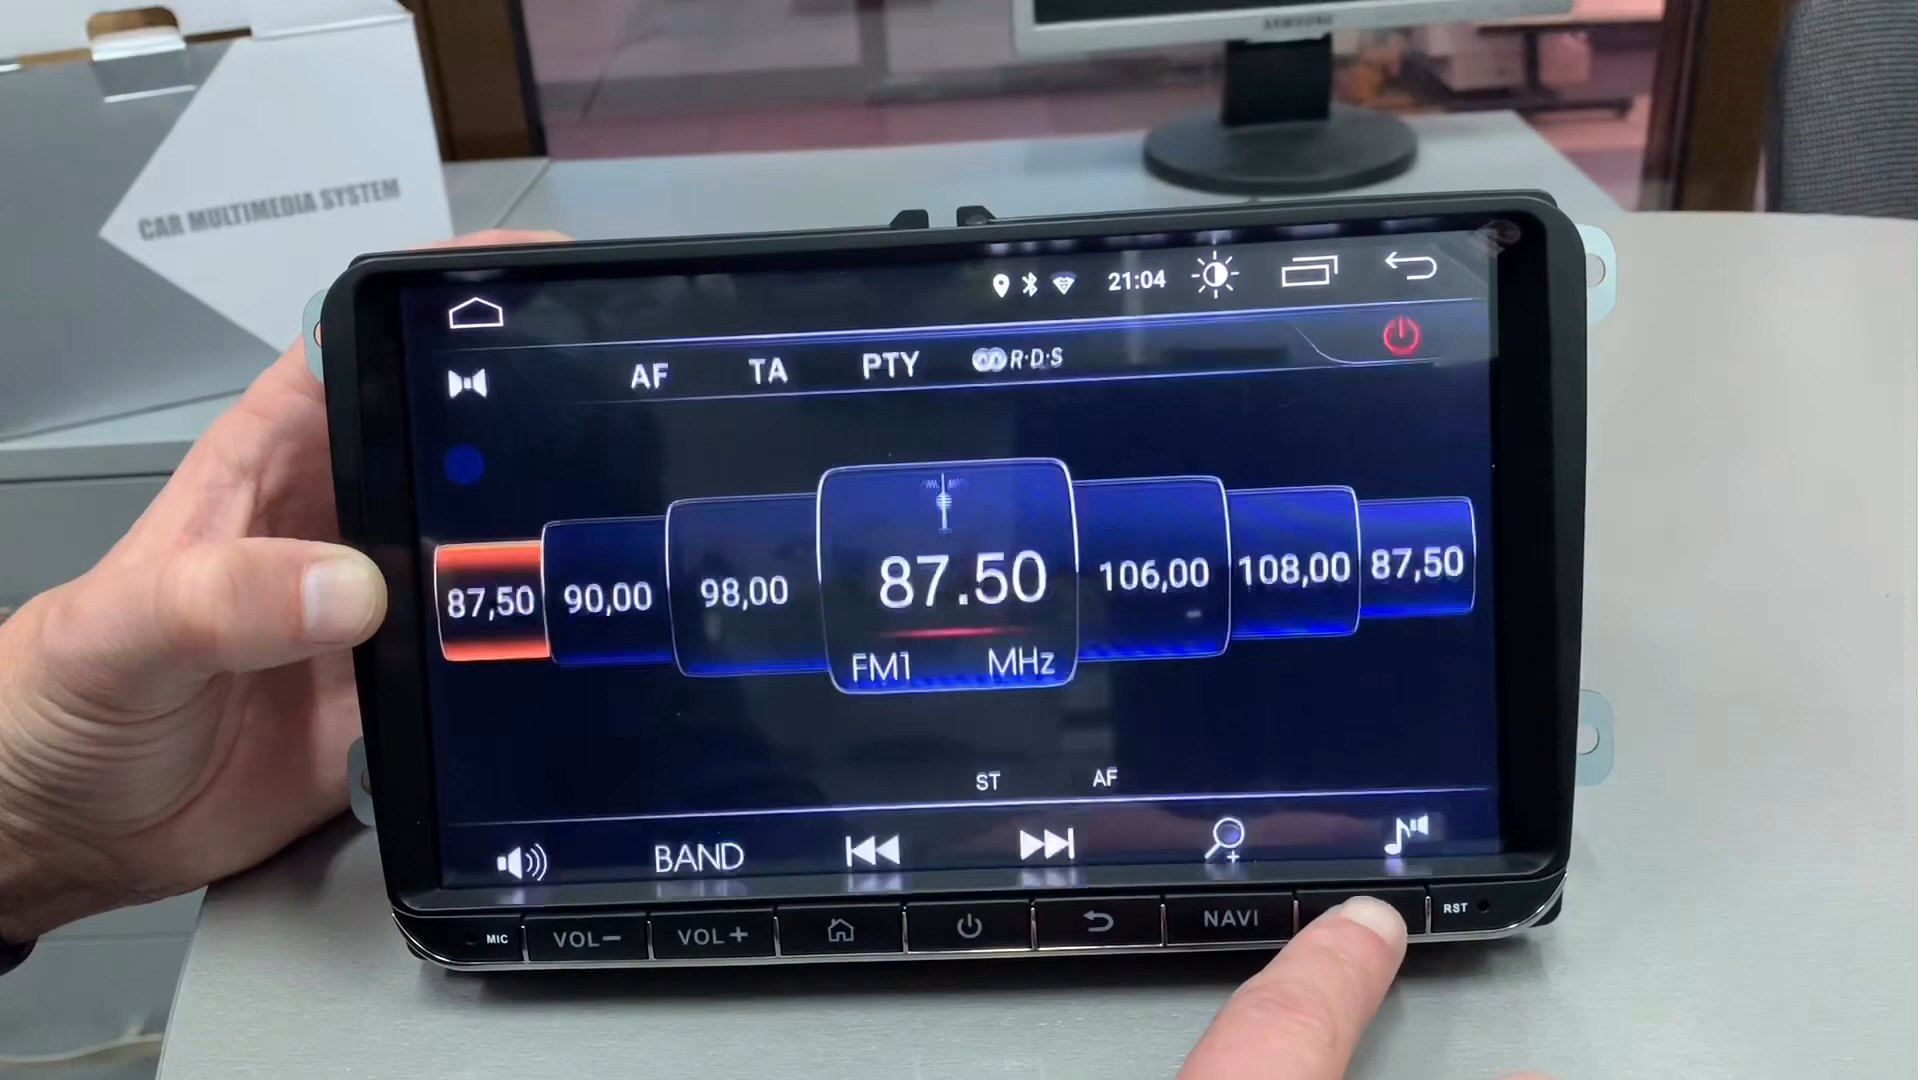 SAMSUNG
CAR MULTIMEDIA SYSTEM
21:04
AF TA PTY R·D·S
87,50 90,00 98,00 87.50 106,00 108,00 87,50
FM1 MHz
ST AF
BAND
MIC VOL− VOL+ NAVI RST